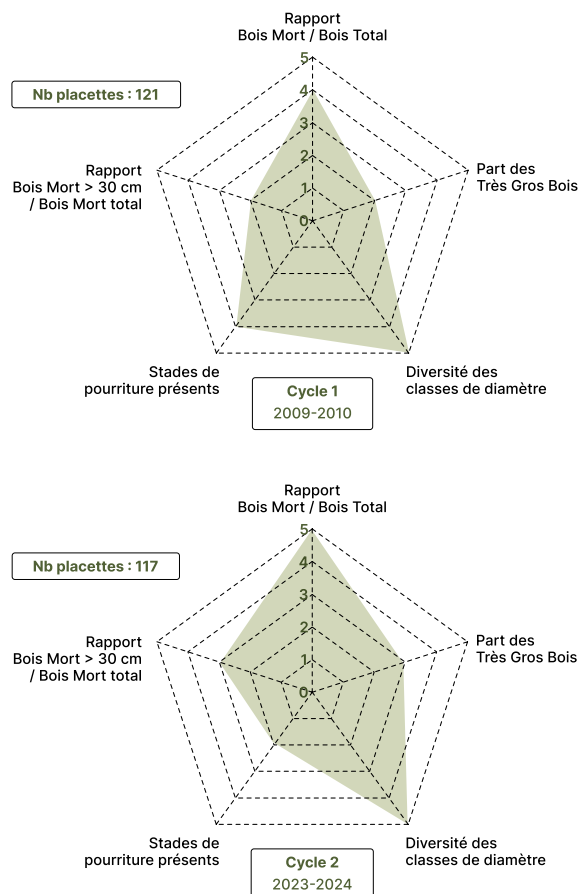 Rapport
Bois Mort / Bois Total
5
Nb placettes : 121
4
3
Rapport
Bois Mort > 30 cm
/ Bois Mort total
Part des
Très Gros Bois
2
1
0
Stades de
pourriture présents
Diversité des
classes de diamètre
Cycle 1
2009-2010
Rapport
Bois Mort / Bois Total
5
Nb placettes : 117
4
3
Rapport
Bois Mort > 30 cm
/ Bois Mort total
Part des
Très Gros Bois
2
1
0
Stades de
pourriture présents
Diversité des
classes de diamètre
Cycle 2
2023-2024